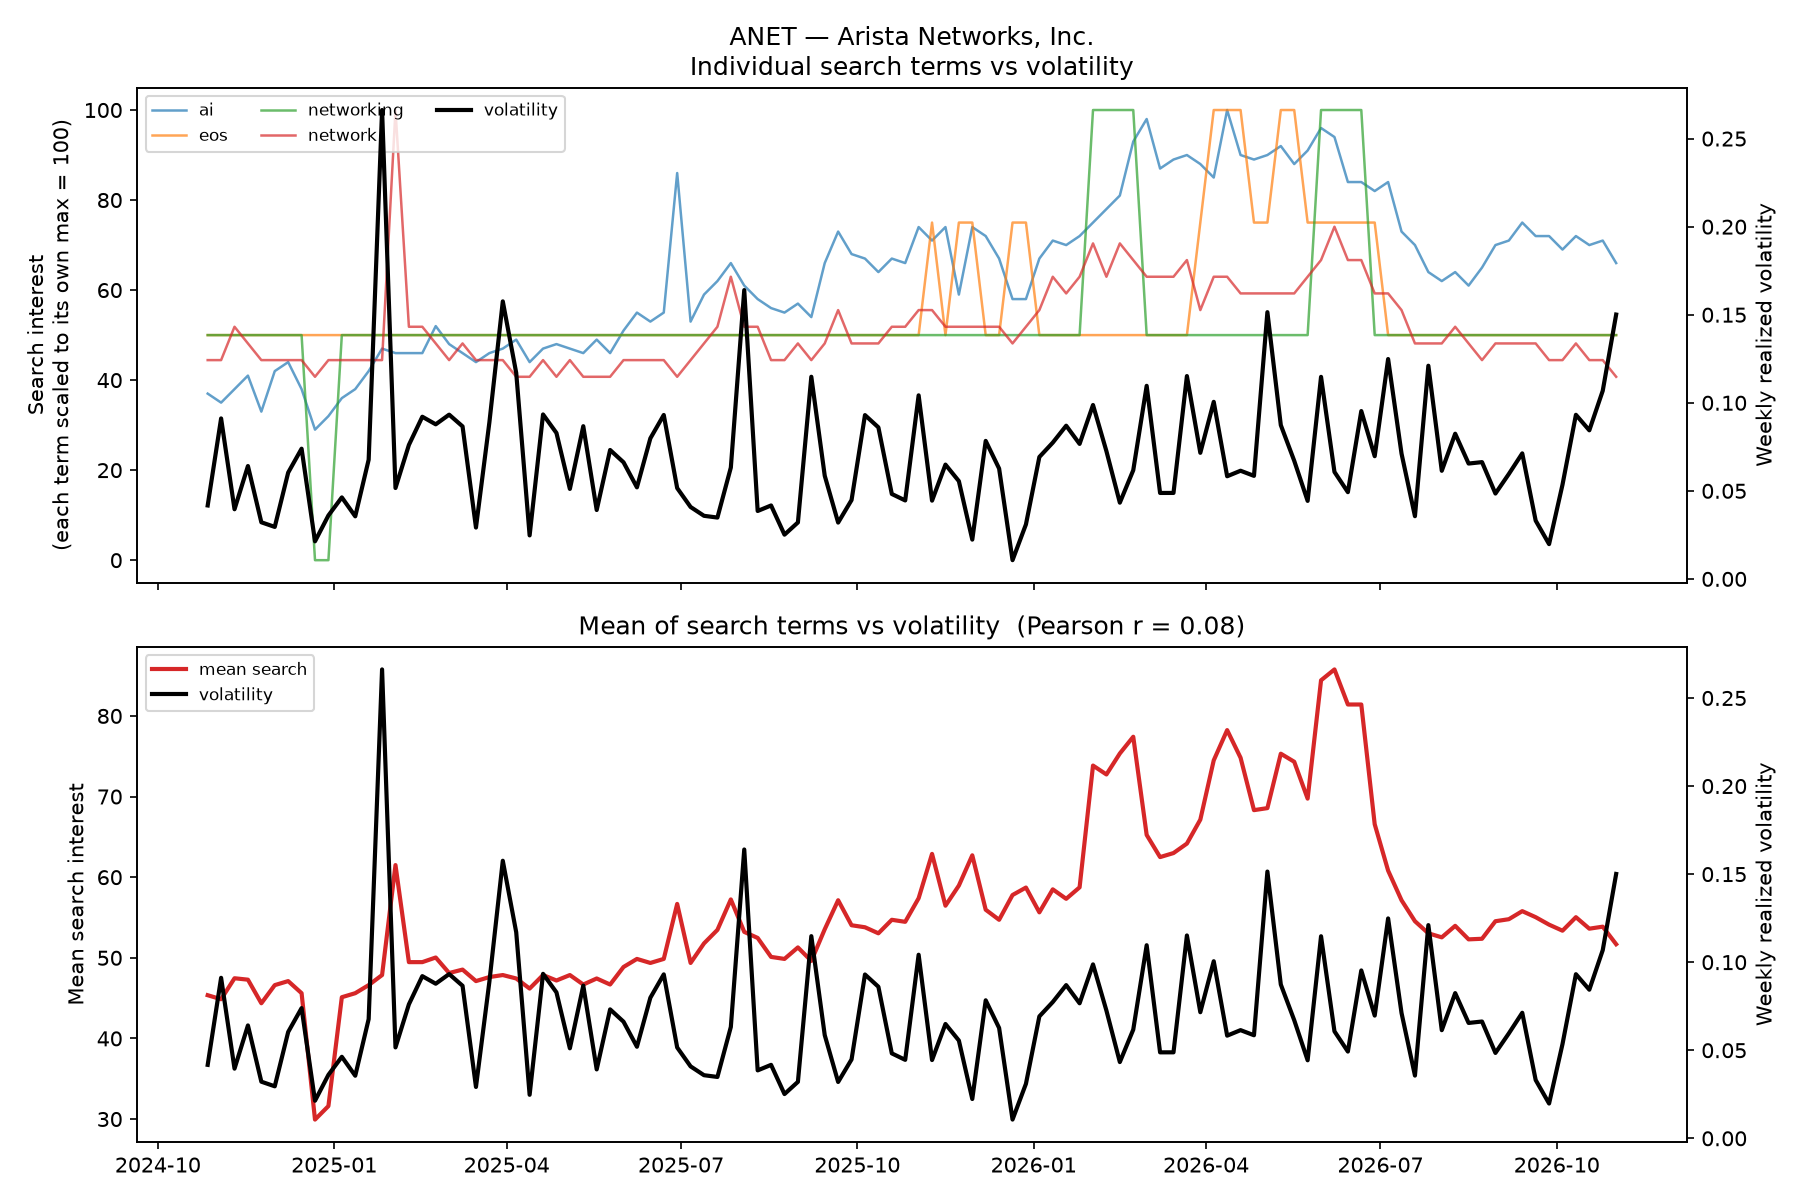 ANET — Arista Networks, Inc.
Individual search terms vs volatility
ai
eos
networking
network
volatility
Search interest
(each term scaled to its own max = 100)
100
80
60
40
20
0
0.25
0.20
0.15
0.10
0.05
0.00
Weekly realized volatility
Mean of search terms vs volatility (Pearson r = 0.08)
mean search
volatility
Mean search interest
80
70
60
50
40
30
0.25
0.20
0.15
0.10
0.05
0.00
Weekly realized volatility
2024-10 2025-01 2025-04 2025-07 2025-10 2026-01 2026-04 2026-07 2026-10